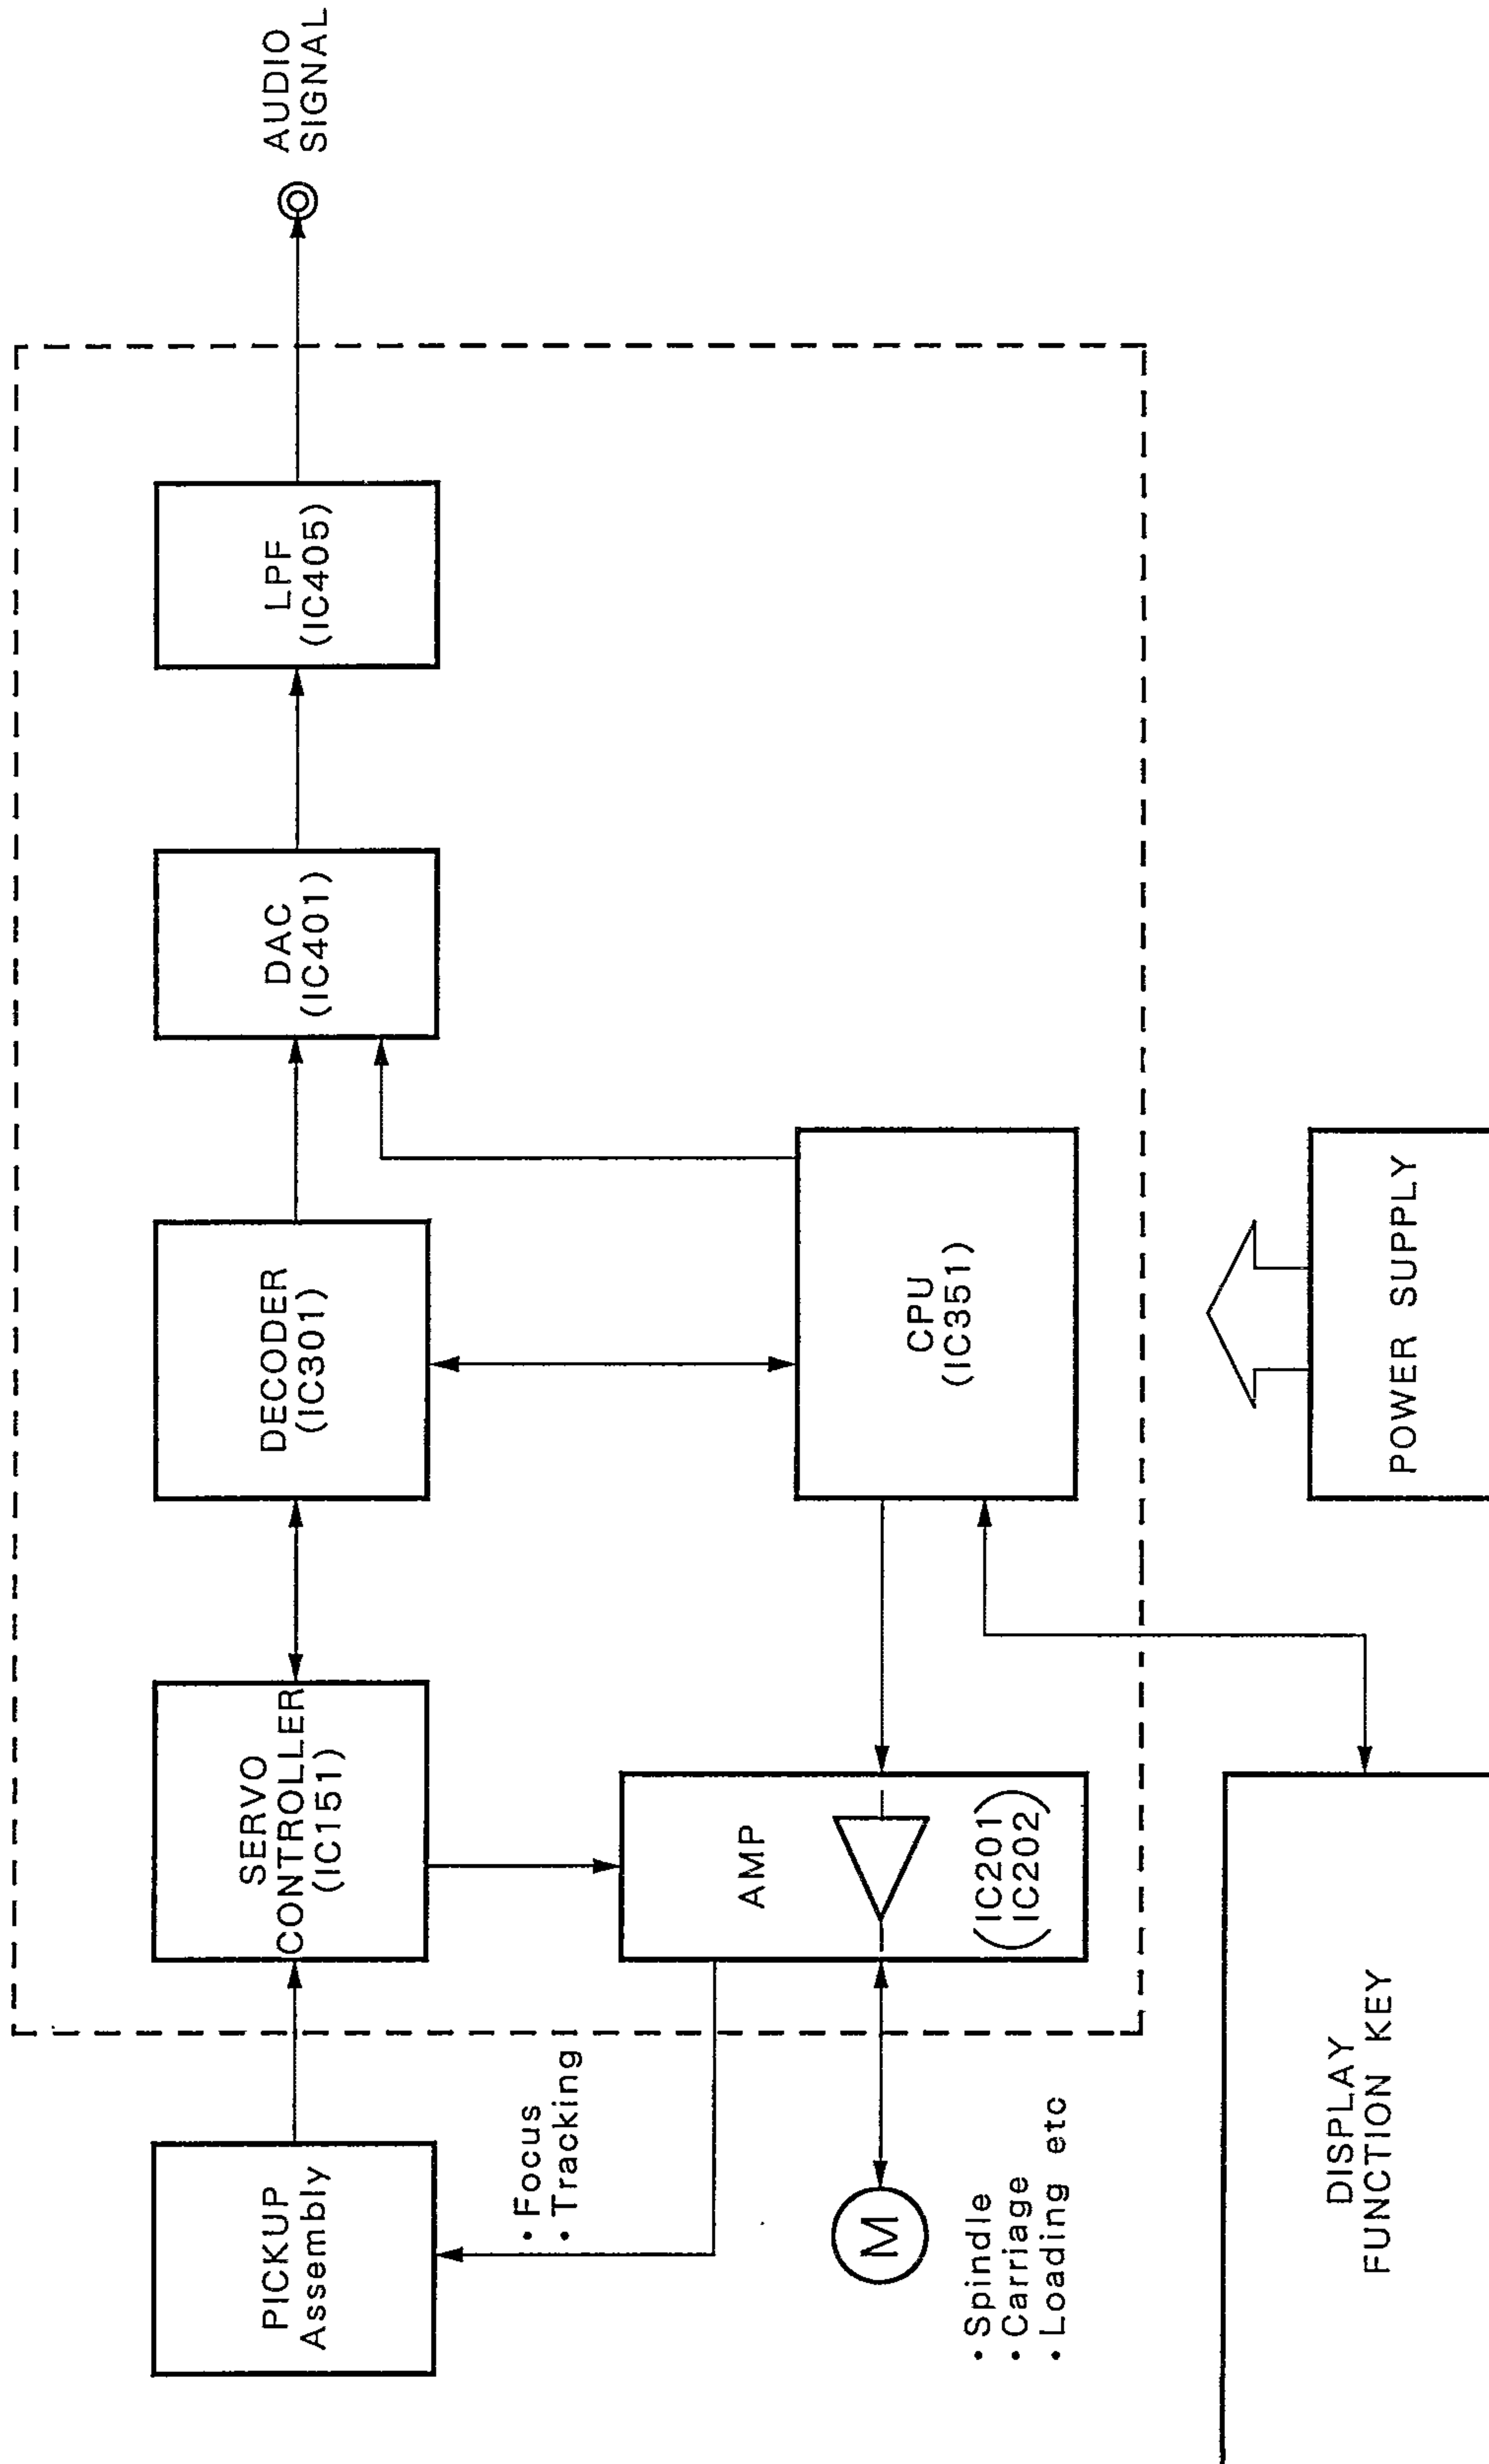 PICKUP
Assembly
SERVO
CONTROLLER
(IC151)
DECODER
(IC301)
DAC
(IC401)
LPF
(IC405)
AUDIO
SIGNAL
• Focus
• Tracking
AMP
(IC201)
(IC202)
CPU
(IC351)
M
• Spindle
• Carriage
• Loading etc
DISPLAY
FUNCTION KEY
POWER SUPPLY